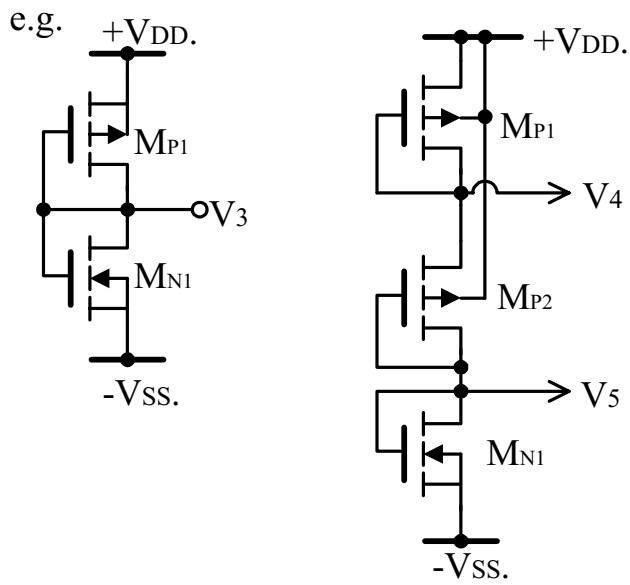 e.g.
+VDD.
MP1
V3
MN1
-VSS.
+VDD.
MP1
V4
MP2
V5
MN1
-VSS.